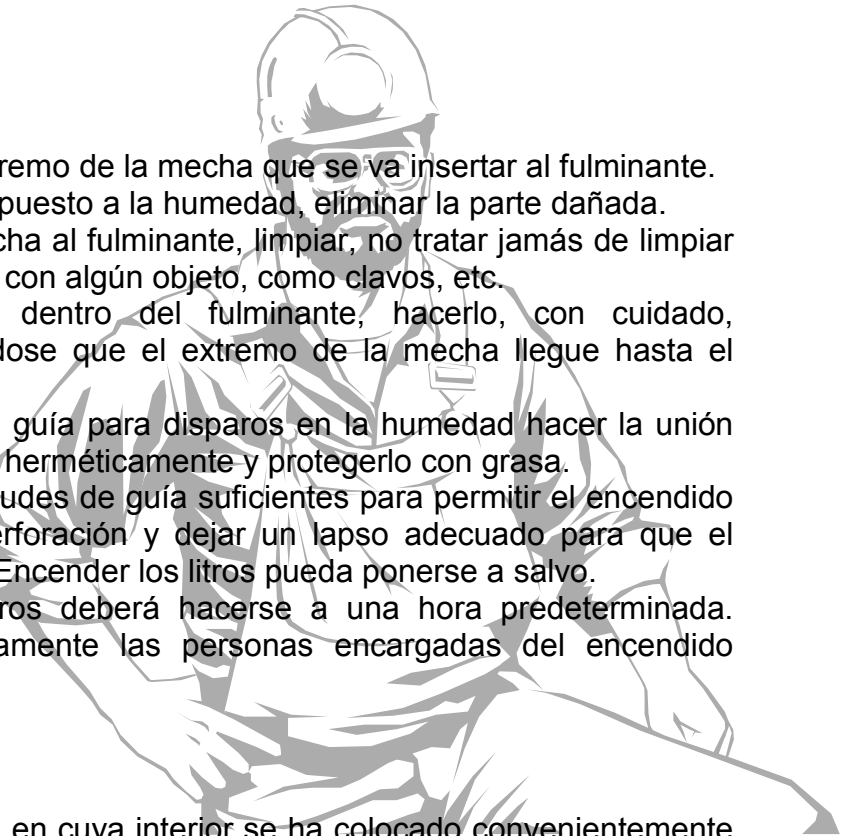 remo de la mecha que se va insertar al fulminante.
puesto a la humedad, eliminar la parte dañada.
cha al fulminante, limpiar, no tratar jamás de limpiar
con algún objeto, como clavos, etc.
dentro del fulminante, hacerlo, con cuidado,
dose que el extremo de la mecha llegue hasta el
guía para disparos en la humedad hacer la unión
herméticamente y protegerlo con grasa.
udes de guía suficientes para permitir el encendido
erforación y dejar un lapso adecuado para que el
Encender los litros pueda ponerse a salvo.
ros deberá hacerse a una hora predeterminada.
amente las personas encargadas del encendido
en cuya interior se ha colocado convenientemente